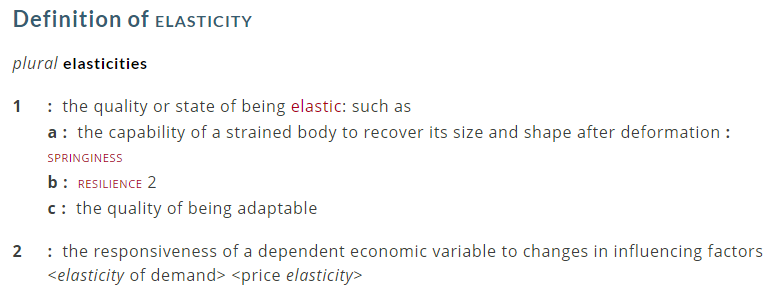 Definition of ELASTICITY
plural elasticities
1 : the quality or state of being elastic: such as
a : the capability of a strained body to recover its size and shape after deformation :
SPRINGINESS
b : RESILIENCE 2
c : the quality of being adaptable
2 : the responsiveness of a dependent economic variable to changes in influencing factors
<elasticity of demand> <price elasticity>